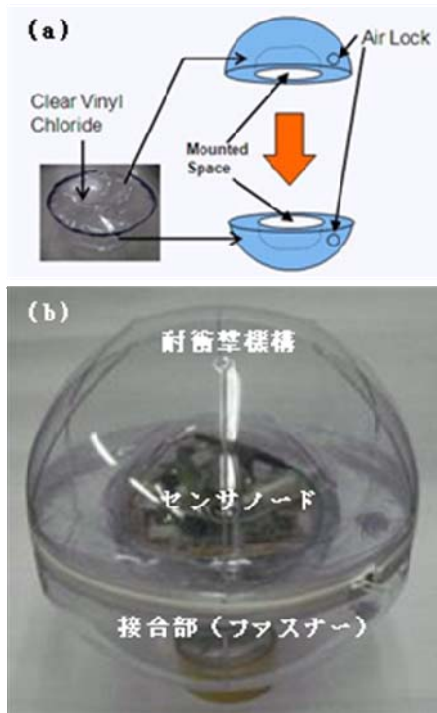 (a)
Air Lock
Clear Vinyl
Chloride
Mounted
Space
(b)
耐衝撃機構
センサノード
接合部（ファスナー）